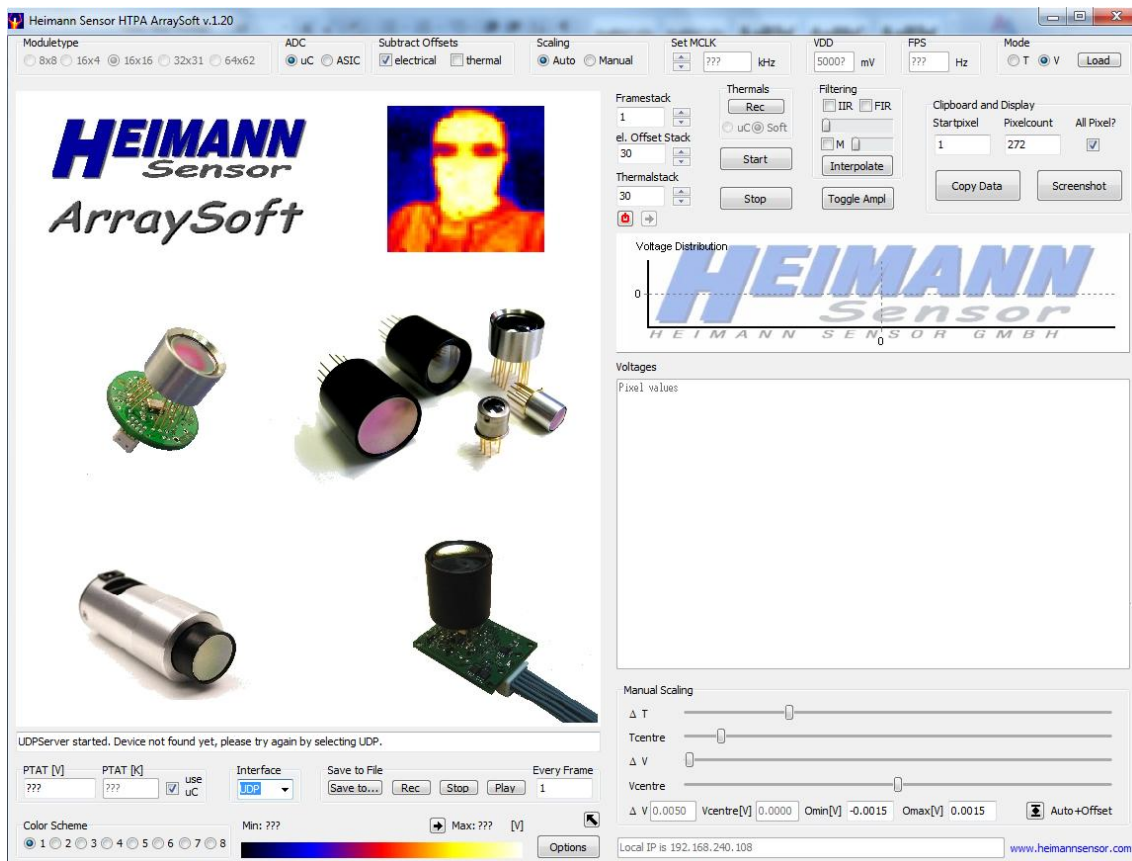 Heimann Sensor HTPA ArraySoft v.1.20
Moduletype
8x8 16x4 16x16 32x31 64x62
ADC
uC ASIC
Subtract Offsets
electrical thermal
Scaling
Auto Manual
Set MCLK
??? kHz
VDD
5000? mV
FPS
??? Hz
Mode
T V Load
HEIMANN
Sensor
ArraySoft
Framestack
1
el. Offset Stack
30
Thermalstack
30
Thermals
Rec
uC Soft
Start
Stop
Filtering
IIR FIR
M
Interpolate
Toggle Ampl
Clipboard and Display
Startpixel Pixelcount All Pixel?
1 272
Copy Data Screenshot
Voltage Distribution
HEIMANN
Sensor
HEIMANN SENSOR GMBH
0
0
Voltages
Pixel values
Manual Scaling
Δ T
Tcentre
Δ V
Vcentre
Δ V 0.0050 Vcentre[V] 0.0000 Omin[V] -0.0015 Omax[V] 0.0015 Auto+Offset
UDPServer started. Device not found yet, please try again by selecting UDP.
PTAT [V] PTAT [K]
??? ??? use uC
Interface
UDP
Save to File
Save to... Rec Stop Play
Every Frame
1
Color Scheme
1 2 3 4 5 6 7 8
Min: ??? Max: ??? [V]
Options
Local IP is 192.168.240.108
www.heimannsensor.com